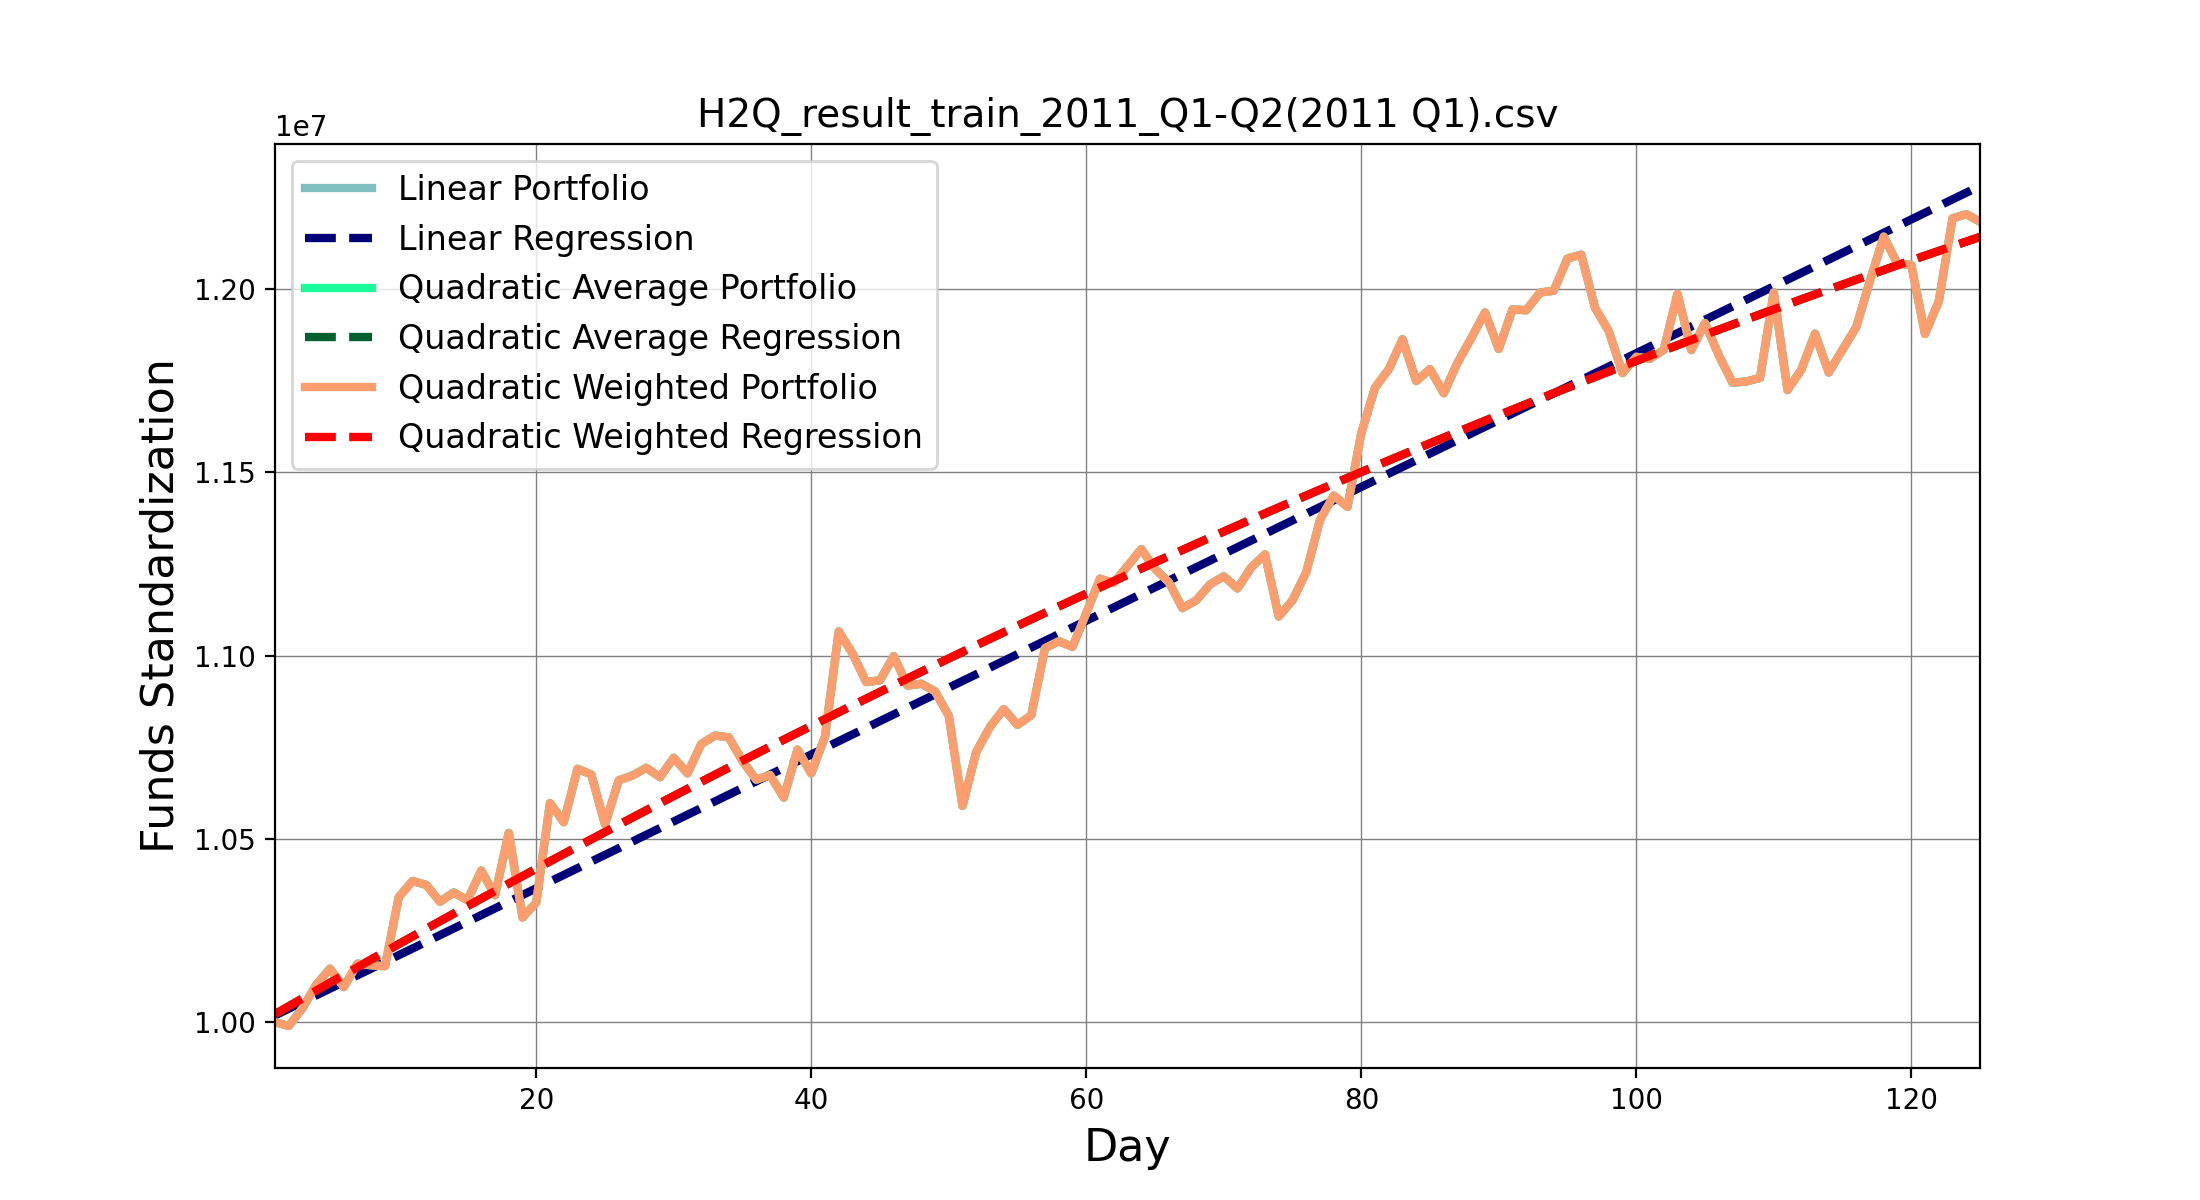 H2Q_result_train_2011_Q1-Q2(2011 Q1).csv
1e7
Linear Portfolio
Linear Regression
Quadratic Average Portfolio
Quadratic Average Regression
Quadratic Weighted Portfolio
Quadratic Weighted Regression
Funds Standardization
1.20
1.15
1.10
1.05
1.00
20 40 60 80 100 120
Day